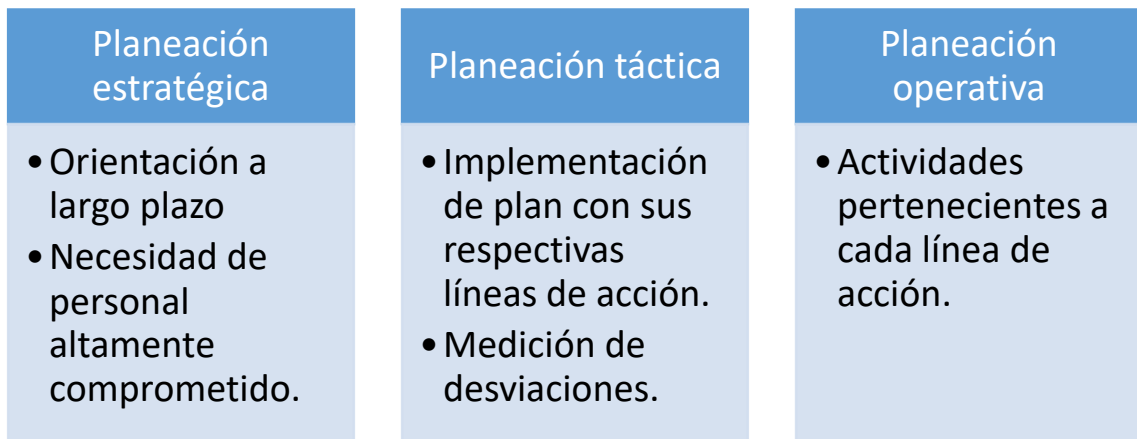 Planeación
estratégica
•Orientación a
largo plazo
•Necesidad de
personal
altamente
comprometido.
Planeación táctica
•Implementación
de plan con sus
respectivas
líneas de acción.
•Medición de
desviaciones.
Planeación
operativa
•Actividades
pertenecientes a
cada línea de
acción.